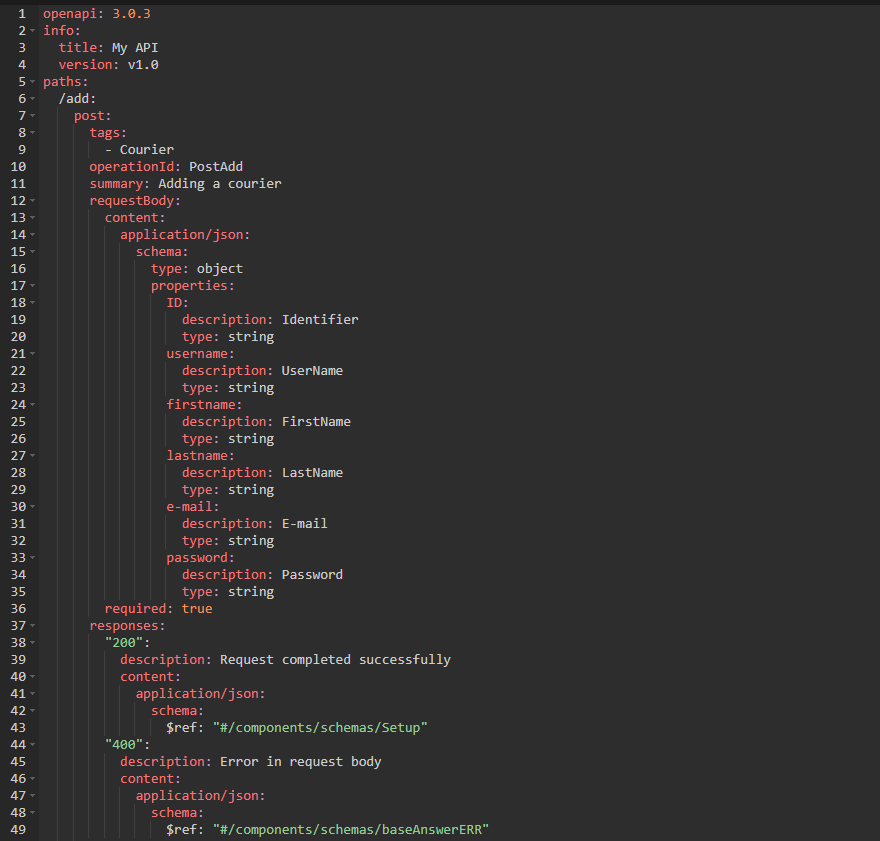 1 openapi: 3.0.3
2 info:
3   title: My API
4   version: v1.0
5 paths:
6   /add:
7     post:
8       tags:
9         - Courier
10       operationId: PostAdd
11       summary: Adding a courier
12       requestBody:
13         content:
14           application/json:
15             schema:
16               type: object
17               properties:
18                 ID:
19                   description: Identifier
20                   type: string
21                 username:
22                   description: UserName
23                   type: string
24                 firstname:
25                   description: FirstName
26                   type: string
27                 lastname:
28                   description: LastName
29                   type: string
30                 e-mail:
31                   description: E-mail
32                   type: string
33                 password:
34                   description: Password
35                   type: string
36         required: true
37       responses:
38         "200":
39           description: Request completed successfully
40           content:
41             application/json:
42               schema:
43                 $ref: "#/components/schemas/Setup"
44         "400":
45           description: Error in request body
46           content:
47             application/json:
48               schema:
49                 $ref: "#/components/schemas/baseAnswerERR"